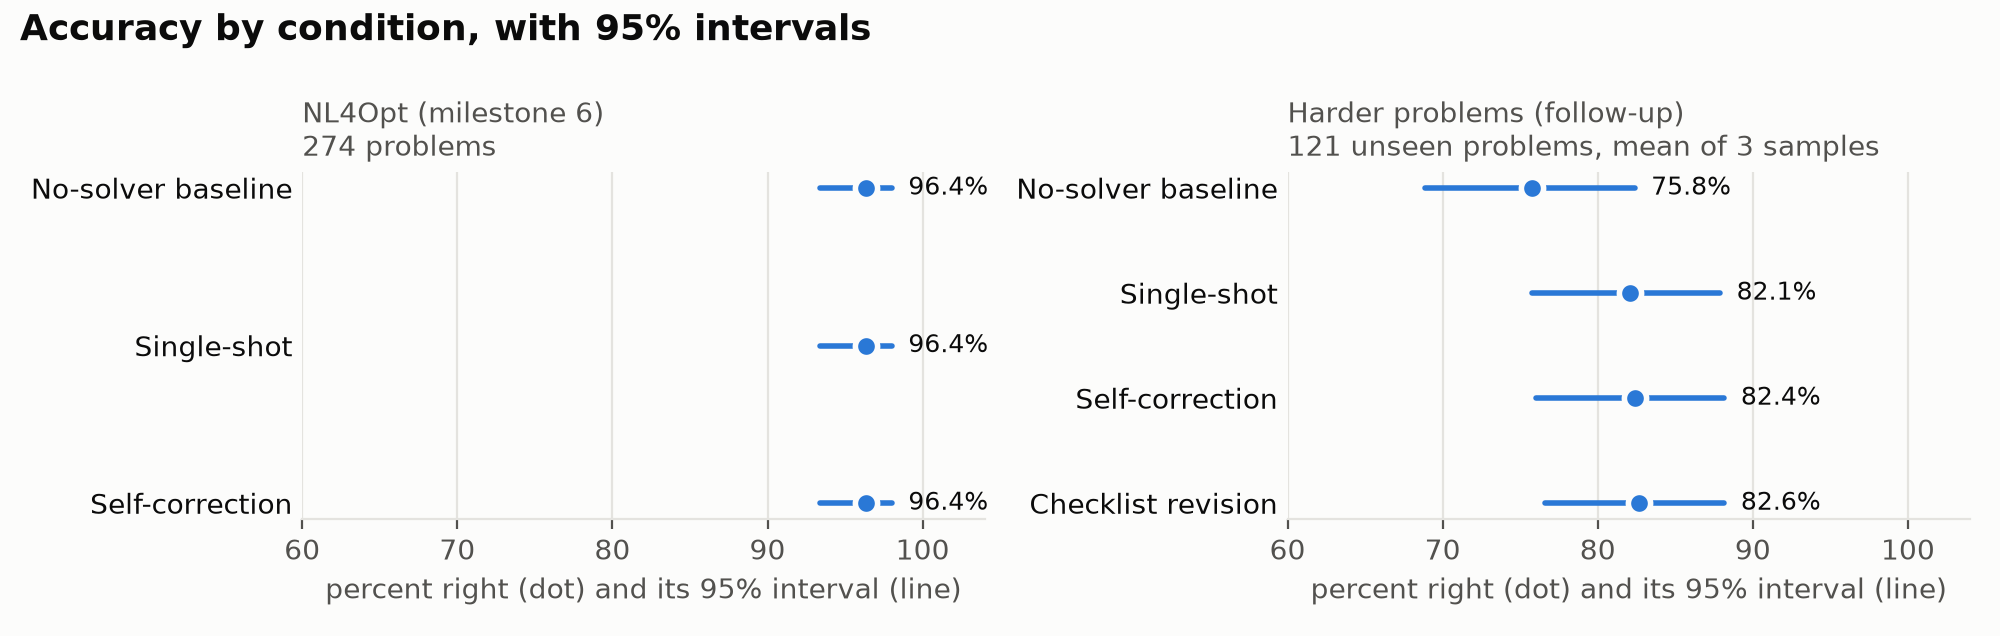 Accuracy by condition, with 95% intervals
NL4Opt (milestone 6)
274 problems
No-solver baseline
96.4%
Single-shot
96.4%
Self-correction
96.4%
60 70 80 90 100
percent right (dot) and its 95% interval (line)
Harder problems (follow-up)
121 unseen problems, mean of 3 samples
No-solver baseline
75.8%
Single-shot
82.1%
Self-correction
82.4%
Checklist revision
82.6%
60 70 80 90 100
percent right (dot) and its 95% interval (line)